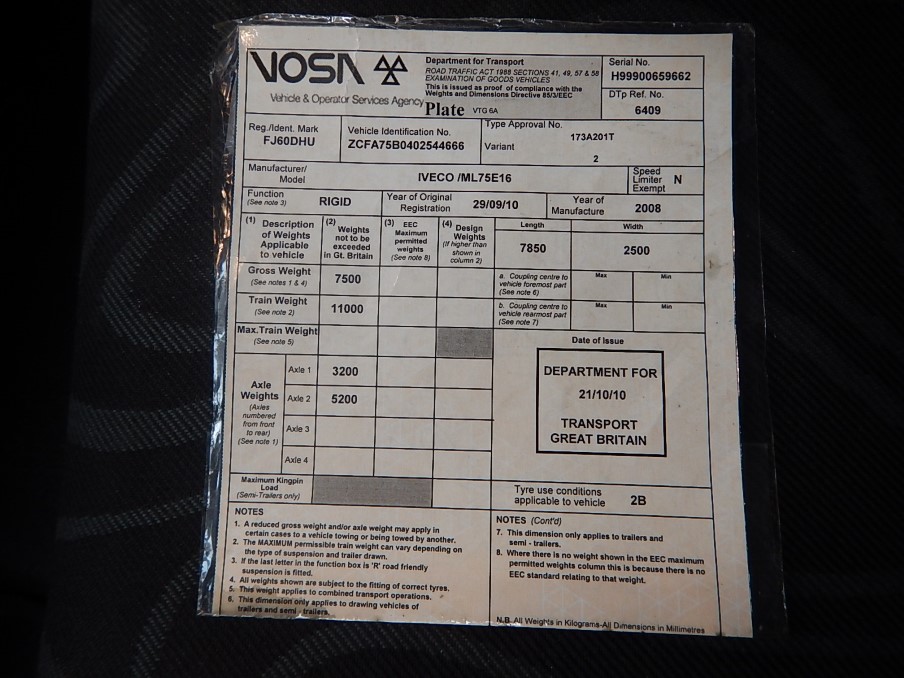 VOSA
Vehicle & Operator Services Agency
Department for Transport
ROAD TRAFFIC ACT 1988 SECTIONS 41, 49, 57 & 58
EXAMINATION OF GOODS VEHICLES
This is issued as proof of compliance with the
Weights and Dimensions Directive 85/3/EEC
Plate VTG 6A
Serial No.
H99900659662
DTp Ref. No.
6409
Reg./Ident. Mark
FJ60DHU
Vehicle Identification No.
ZCFA75B0402544666
Type Approval No.
173A201T
Variant
2
Manufacturer/
Model
IVECO /ML75E16
Speed
Limiter
Exempt N
Function
(See note 3)
RIGID
Year of Original
Registration
29/09/10
Year of
Manufacture
2008
(1) Description
of Weights
Applicable
to vehicle
(2) Weights
not to be
exceeded
in Gt. Britain
(3) EEC
Maximum
permitted
weights
(See note 8)
(4) Design
Weights
(If higher than
shown in
column 2)
Length
7850
Width
2500
Gross Weight
(See notes 1 & 4)
7500
a. Coupling centre to
vehicle foremost part
(See note 6)
Max
Min
Train Weight
(See note 2)
11000
b. Coupling centre to
vehicle rearmost part
(See note 7)
Max
Min
Max.Train Weight
(See note 5)
Axle
Weights
(Axles
numbered
from front
to rear)
(See note 1)
Axle 1
3200
Axle 2
5200
Axle 3
Axle 4
Date of Issue
DEPARTMENT FOR
21/10/10
TRANSPORT
GREAT BRITAIN
Maximum Kingpin
Load
(Semi-Trailers only)
Tyre use conditions
applicable to vehicle
2B
NOTES
1. A reduced gross weight and/or axle weight may apply in
certain cases to a vehicle towing or being towed by another.
2. The MAXIMUM permissible train weight can vary depending on
the type of suspension and trailer drawn.
3. If the last letter in the function box is 'R' road friendly
suspension is fitted.
4. All weights shown are subject to the fitting of correct tyres.
5. This weight applies to combined transport operations.
6. This dimension only applies to drawing vehicles of
trailers and semi - trailers.
NOTES (Cont'd)
7. This dimension only applies to trailers and
semi - trailers.
8. Where there is no weight shown in the EEC maximum
permitted weights column this is because there is no
EEC standard relating to that weight.
N.B. All Weights in Kilograms-All Dimensions in Millimetres